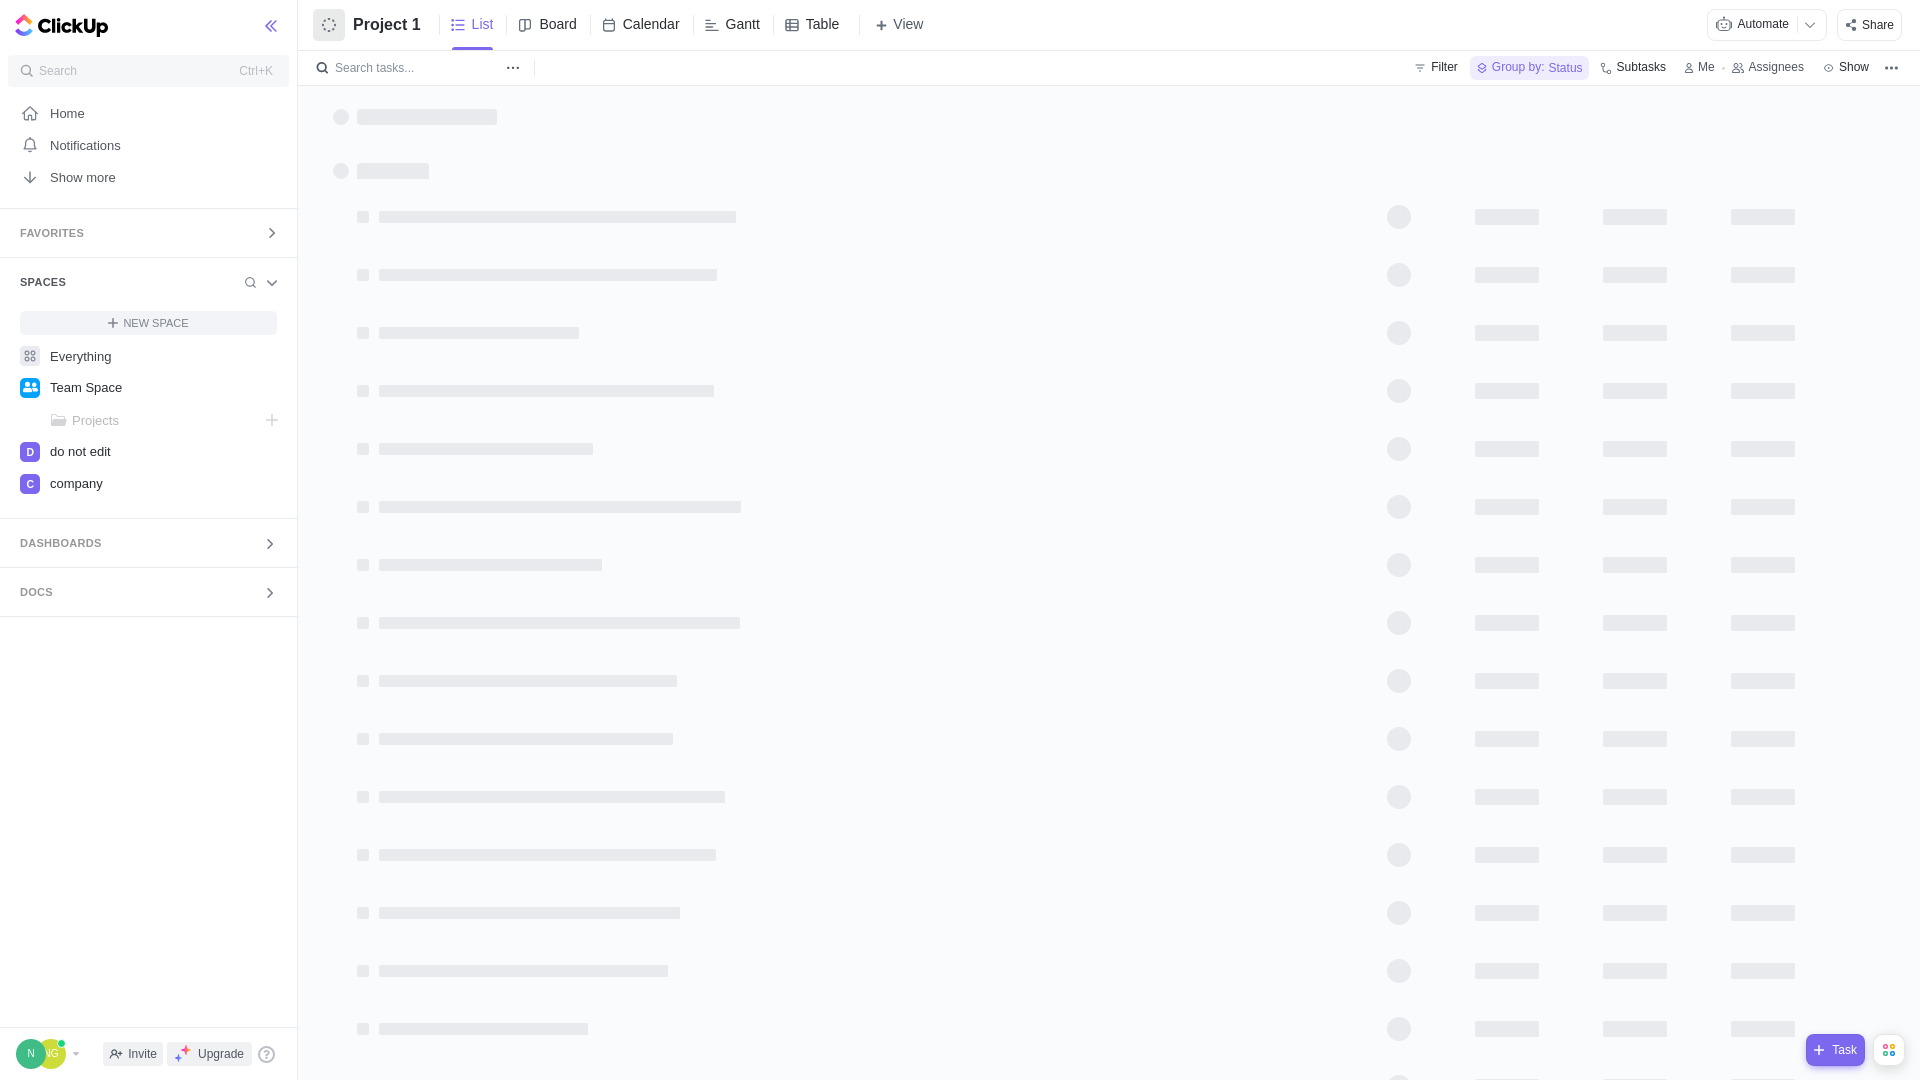 ClickUp
Search Ctrl+K
Home
Notifications
Show more
FAVORITES
SPACES
NEW SPACE
Everything
Team Space
Projects
D do not edit
C company
DASHBOARDS
DOCS
N NG Invite Upgrade
Project 1 List Board Calendar Gantt Table View Automate Share
Search tasks... Filter Group by: Status Subtasks Me Assignees Show
Task